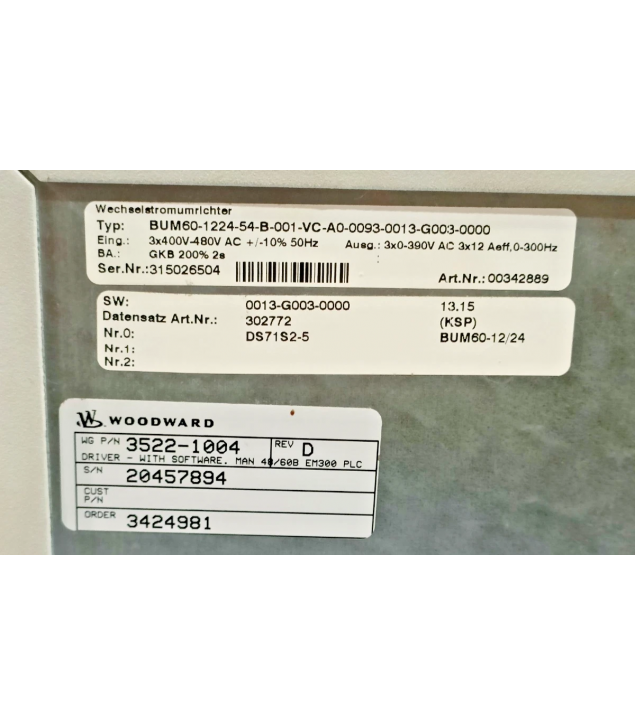 Wechselstromumrichter
Typ: BUM60-1224-54-B-001-VC-A0-0093-0013-G003-0000
Eing.: 3x400V-480V AC +/-10% 50Hz Ausg.: 3x0-390V AC 3x12 Aeff,0-300Hz
BA.: GKB 200% 2s
Ser.Nr.:315026504 Art.Nr.: 00342889
SW: 0013-G003-0000 13.15
Datensatz Art.Nr.: 302772 (KSP)
Nr.0: DS71S2-5 BUM60-12/24
Nr.1:
Nr.2:
W WOODWARD
WG P/N 3522-1004 REV D
DRIVER - WITH SOFTWARE. MAN 48/60B EM300 PLC
S/N 20457894
CUST
P/N
ORDER 3424981